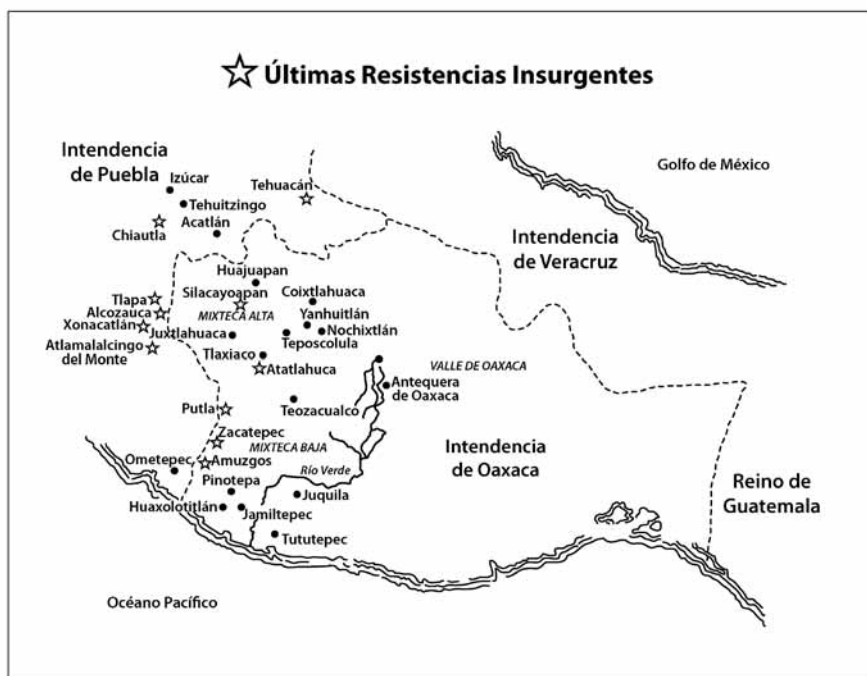 Últimas Resistencias Insurgentes
Intendencia
de Puebla
Izúcar
Tehuitzingo
Acatlán
Chiautla
Tehuacán
Golfo de México
Intendencia
de Veracruz
Huajuapan
Silacayoapan
Coixtlahuaca
MIXTECA ALTA
Yanhuitlán
Nochixtlán
Tlapa
Alcozauca
Xonacatlán
Juxtlahuaca
Teposcolula
Atlamalalcingo
del Monte
Tlaxiaco
Atatlahuca
VALLE DE OAXACA
Antequera
de Oaxaca
Putla
Teozacualco
Zacatepec
MIXTECA BAJA
Intendencia
de Oaxaca
Ometepec
Amuzgos
Río Verde
Pinotepa
Juquila
Huaxolotitlán
Jamiltepec
Tututepec
Reino de
Guatemala
Océano Pacífico